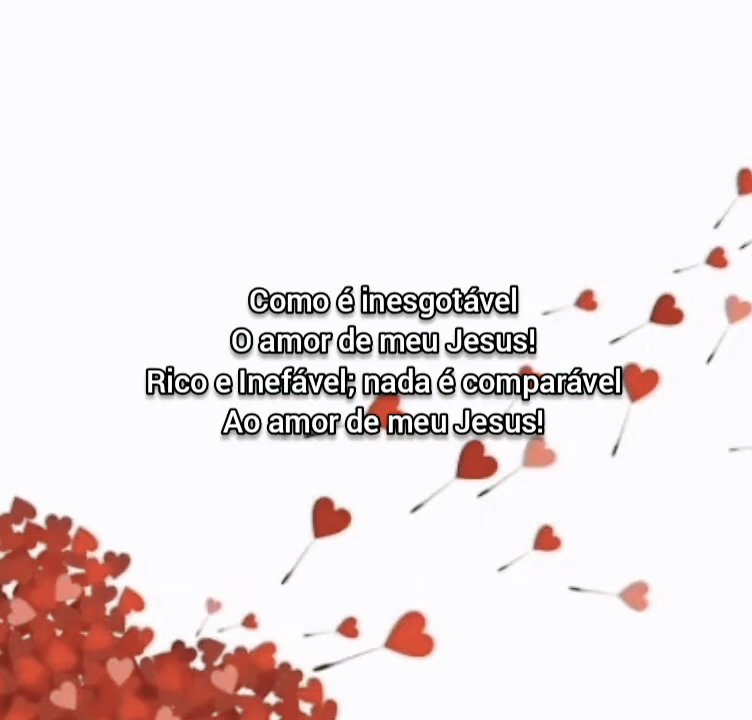 Como é inesgotável
O amor de meu Jesus!
Rico e Inefável; nada é comparável
Ao amor de meu Jesus!